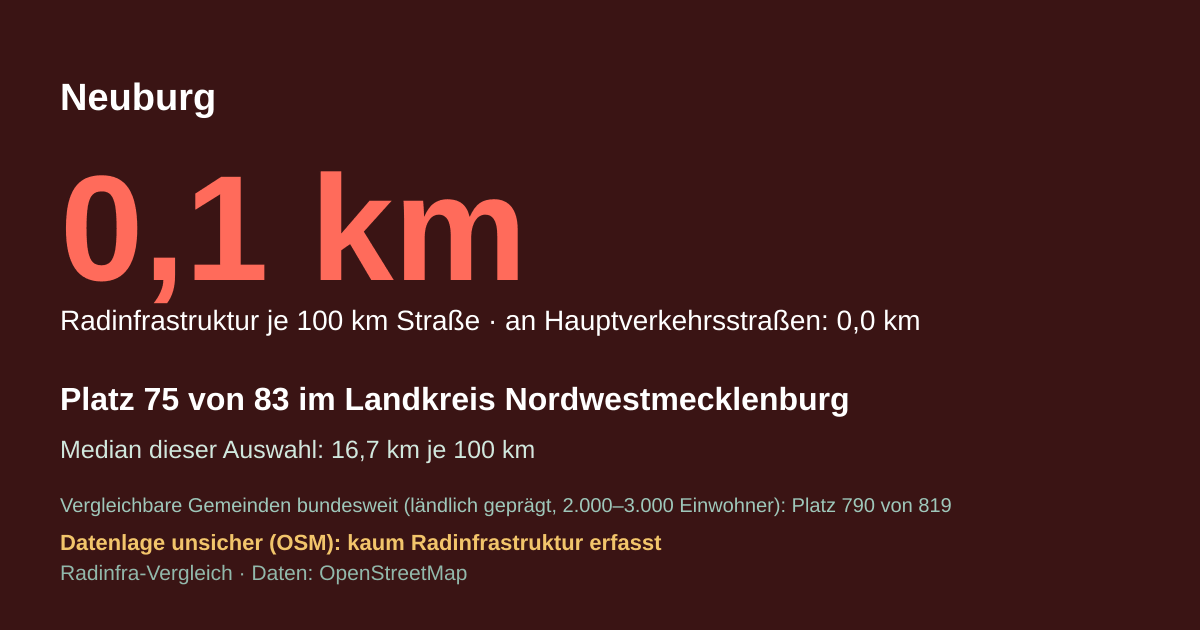 Neuburg
0,1 km
Radinfrastruktur je 100 km Straße · an Hauptverkehrsstraßen: 0,0 km
Platz 75 von 83 im Landkreis Nordwestmecklenburg
Median dieser Auswahl: 16,7 km je 100 km
Vergleichbare Gemeinden bundesweit (ländlich geprägt, 2.000–3.000 Einwohner): Platz 790 von 819
Datenlage unsicher (OSM): kaum Radinfrastruktur erfasst
Radinfra-Vergleich · Daten: OpenStreetMap